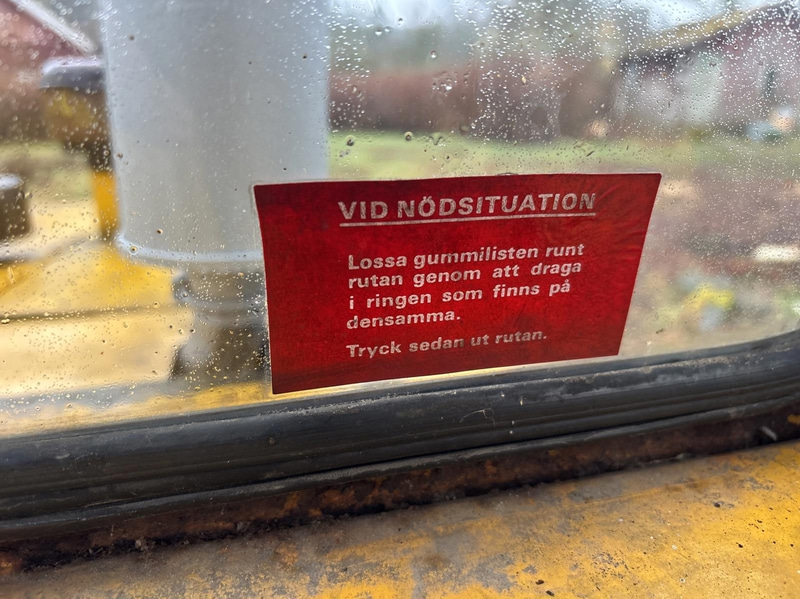 VID NÖDSITUATION
Lossa gummilisten runt
rutan genom att draga
i ringen som finns på
densamma.
Tryck sedan ut rutan.